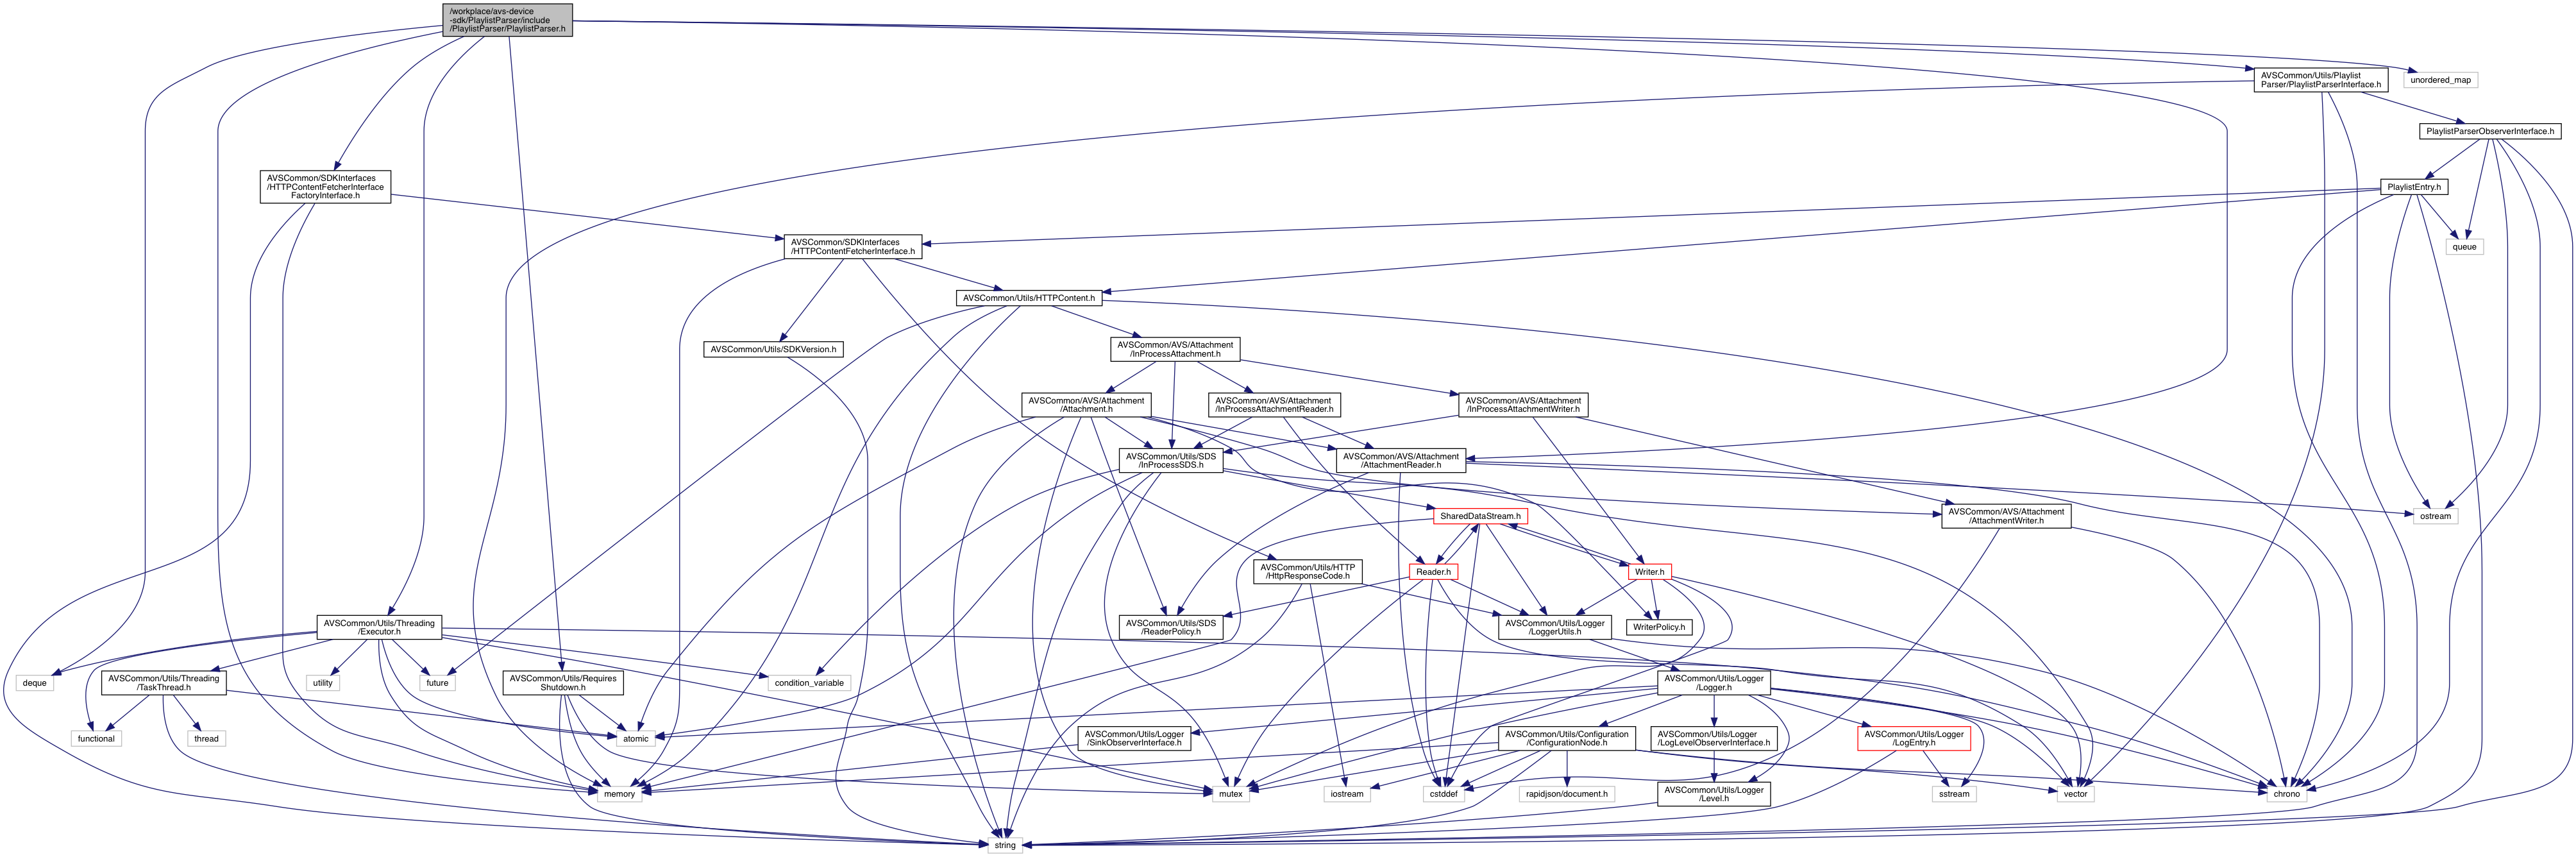 /workplace/avs-device
-sdk/PlaylistParser/include
/PlaylistParser/PlaylistParser.h
unordered_map
AVSCommon/Utils/Playlist
Parser/PlaylistParserInterface.h
PlaylistParserObserverInterface.h
AVSCommon/SDKInterfaces
/HTTPContentFetcherInterface
FactoryInterface.h
PlaylistEntry.h
AVSCommon/SDKInterfaces
/HTTPContentFetcherInterface.h
queue
AVSCommon/Utils/HTTPContent.h
AVSCommon/Utils/SDKVersion.h
AVSCommon/AVS/Attachment
/InProcessAttachment.h
AVSCommon/AVS/Attachment
/Attachment.h
AVSCommon/AVS/Attachment
/InProcessAttachmentReader.h
AVSCommon/AVS/Attachment
/InProcessAttachmentWriter.h
AVSCommon/Utils/SDS
/InProcessSDS.h
AVSCommon/AVS/Attachment
/AttachmentReader.h
SharedDataStream.h
AVSCommon/AVS/Attachment
/AttachmentWriter.h
ostream
AVSCommon/Utils/HTTP
/HttpResponseCode.h
Reader.h
Writer.h
AVSCommon/Utils/Threading
/Executor.h
AVSCommon/Utils/SDS
/ReaderPolicy.h
AVSCommon/Utils/Logger
/LoggerUtils.h
WriterPolicy.h
deque
AVSCommon/Utils/Threading
/TaskThread.h
utility
future
AVSCommon/Utils/Requires
Shutdown.h
condition_variable
AVSCommon/Utils/Logger
/Logger.h
functional
thread
atomic
AVSCommon/Utils/Logger
/SinkObserverInterface.h
AVSCommon/Utils/Configuration
/ConfigurationNode.h
AVSCommon/Utils/Logger
/LogLevelObserverInterface.h
AVSCommon/Utils/Logger
/LogEntry.h
memory
mutex
iostream
cstddef
rapidjson/document.h
AVSCommon/Utils/Logger
/Level.h
sstream
vector
chrono
string